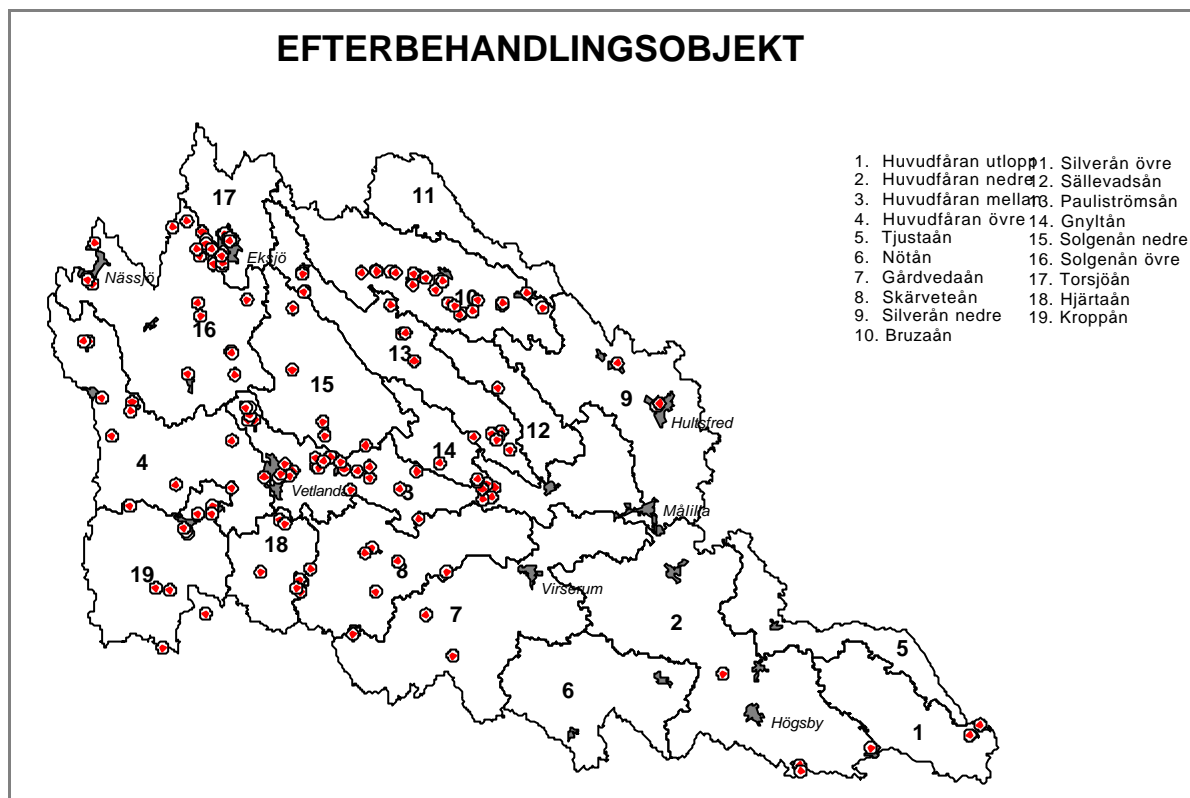 EFTERBEHANDLINGSOBJEKT
1. Huvudfåran utlopp
2. Huvudfåran nedre
3. Huvudfåran mellan
4. Huvudfåran övre
5. Tjustaån
6. Nötån
7. Gårdvedaån
8. Skärveteån
9. Silverån nedre
10. Bruzaån
11. Silverån övre
12. Sällevadsån
13. Pauliströmsån
14. Gnyltån
15. Solgenån nedre
16. Solgenån övre
17. Torsjöån
18. Hjärtaån
19. Kroppån
17
11
Eksjö
Nässjö
10
16
13
15
9
Hultsfred
12
4
14
Vetlanda
3
Målilla
18
8
19
Virserum
7
2
5
6
Högsby
1